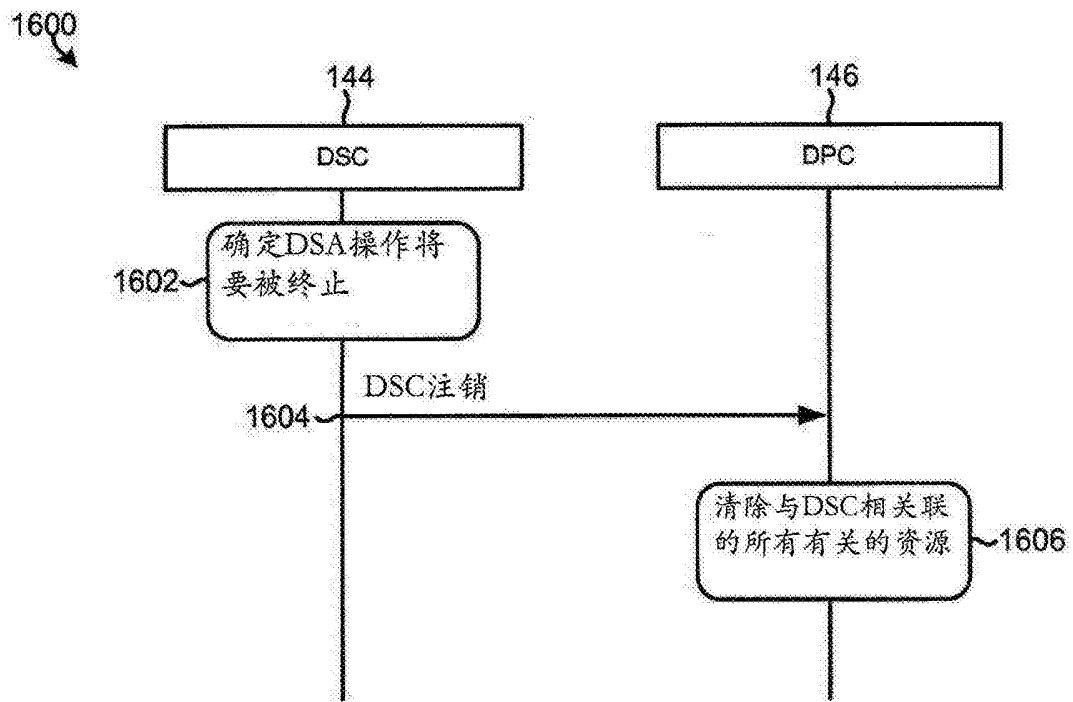 1600
144
146
DSC
DPC
确定DSA操作将
要被终止
1602
DSC注销
1604
清除与DSC相关联
的所有有关的资源
1606